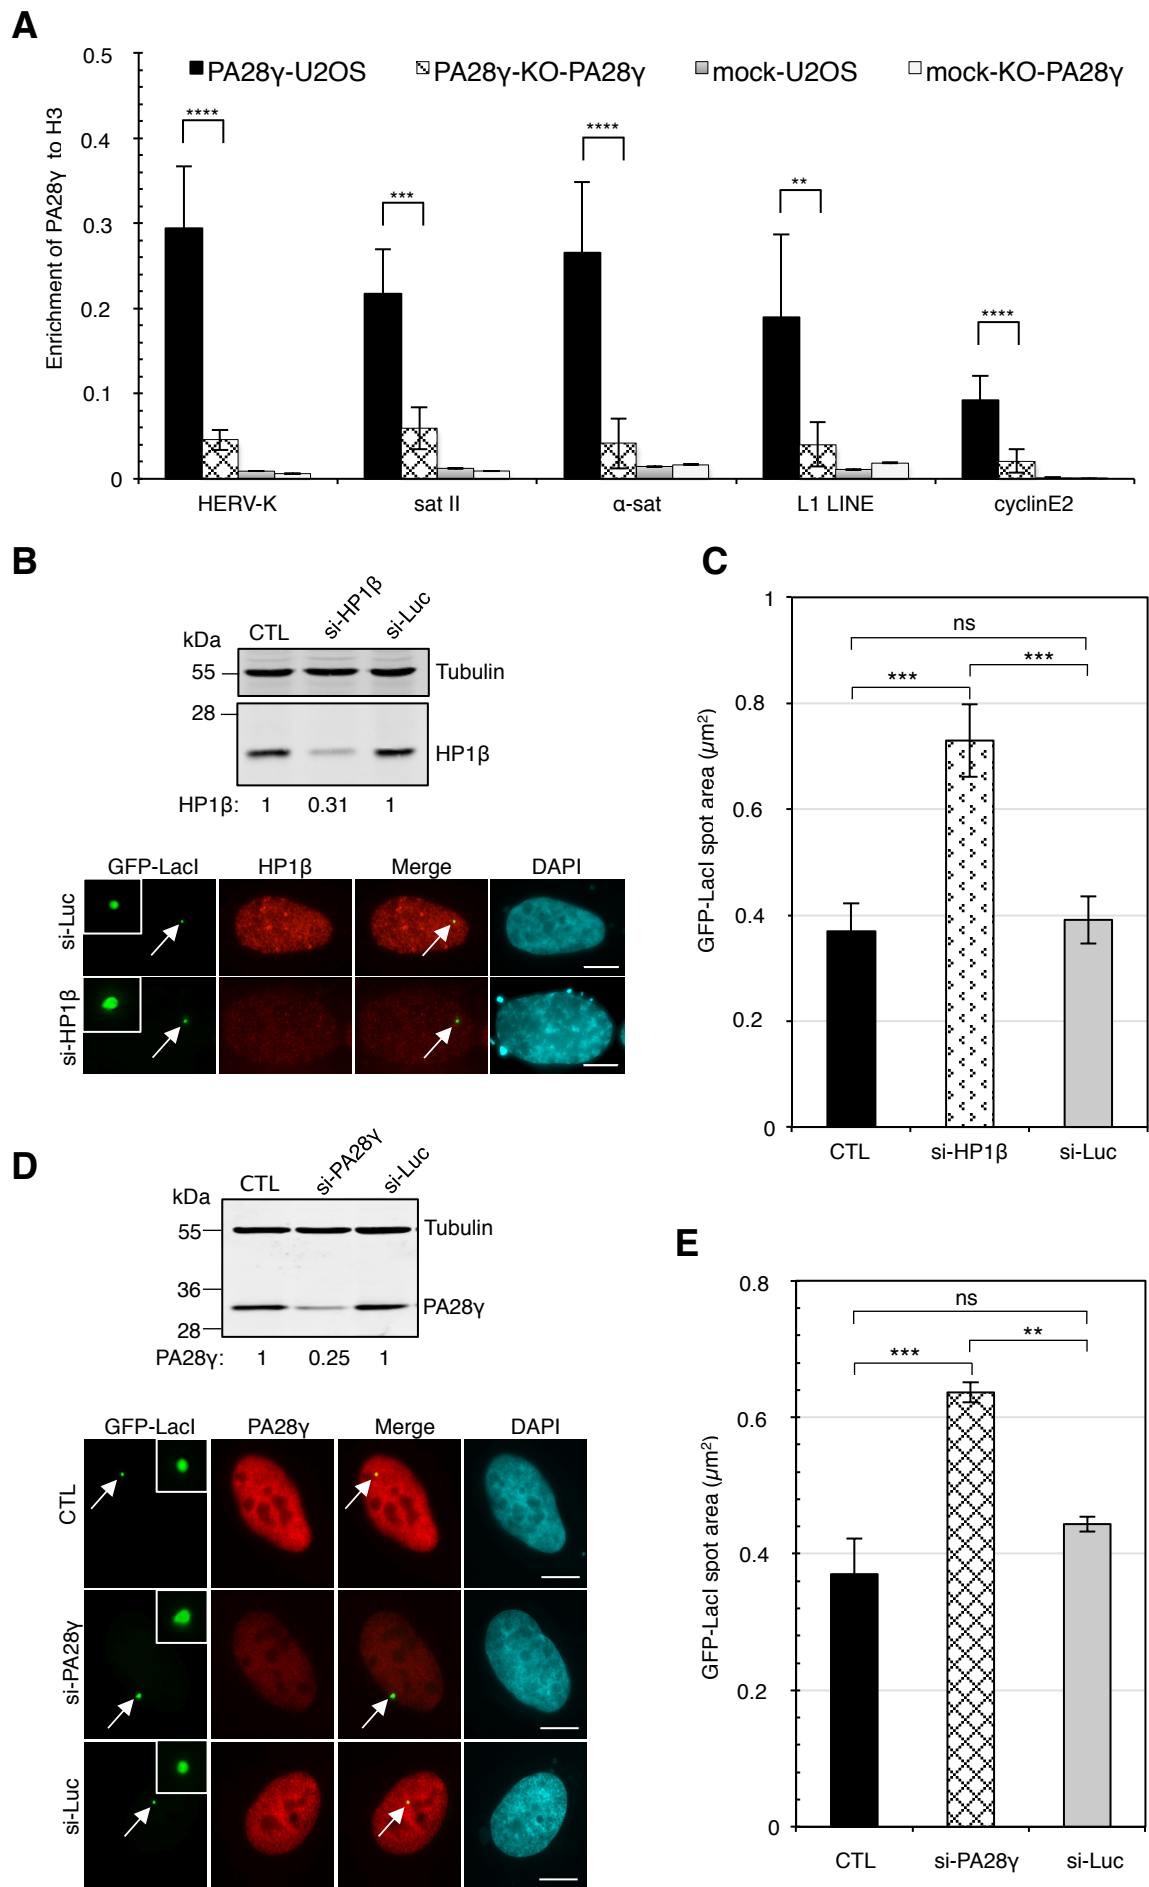 A
0.5
0.4
0.3
0.2
0.1
0
Enrichment of PA28γ to H3
PA28γ-U2OS
PA28γ-KO-PA28γ
mock-U2OS
mock-KO-PA28γ
****
***
****
**
****
HERV-K
sat II
α-sat
L1 LINE
cyclinE2
B
kDa
CTL
si-HP1β
si-Luc
55
Tubulin
28
HP1β
HP1β: 1 0.31 1
GFP-LacI
HP1β
Merge
DAPI
si-Luc
si-HP1β
C
1
0.8
0.6
0.4
0.2
0
GFP-LacI spot area (µm²)
ns
***
***
CTL
si-HP1β
si-Luc
D
kDa
CTL
si-PA28γ
si-Luc
55
Tubulin
36
PA28γ
28
PA28γ: 1 0.25 1
GFP-LacI
PA28γ
Merge
DAPI
CTL
si-PA28γ
si-Luc
E
0.8
0.6
0.4
0.2
0
GFP-LacI spot area (µm²)
ns
**
***
CTL
si-PA28γ
si-Luc